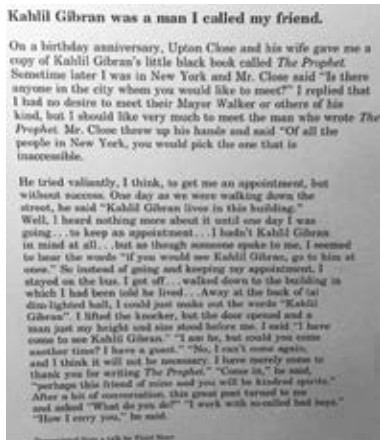 Kahlil Gibran was a man I called my friend.
On a birthday anniversary, Upton Close and his wife gave me a
copy of Kahlil Gibran's little black book called The Prophet.
Sometime later I was in New York and Mr. Close said "Is there
anyone in the city whom you would like to meet?" I replied that
I had no desire to meet their Mayor Walker or others of his
kind, but I should like very much to meet the man who wrote The
Prophet. Mr. Close threw up his hands and said "Of all the
people in New York, you would pick the one that is
inaccessible.
He tried valiantly, I think, to get me an appointment, but
without success. One day as we were walking down the
street, he said "Kahlil Gibran lives in this building."
Well, I heard nothing more about it until one day I was
going...to keep an appointment...I hadn't Kahlil Gibran
in mind at all...but as though someone spoke to me, I seemed
to hear the words "if you would see Kahlil Gibran, go to him at
once." So instead of going and keeping my appointment, I
stayed on the bus. I got off...walked down to the building in
which I had been told he lived...Away at the back of
dim-lighted hall, I could just make out the words "Kahlil
Gibran". I lifted the knocker, but the door opened and a
man just my height and size stood before me. I said "I have
come to see Kahlil Gibran." "I am he, but could you come
another time? I have a guest." "No, I can't come again,
and I think it will not be necessary. I have merely come to
thank you for writing The Prophet." "Come in," he said,
"perhaps this friend of mine and you will be kindred spirits."
After a bit of conversation, this great poet turned to me
and asked "What do you do?" "I work with so-called bad boys."
"How I envy you," he said.